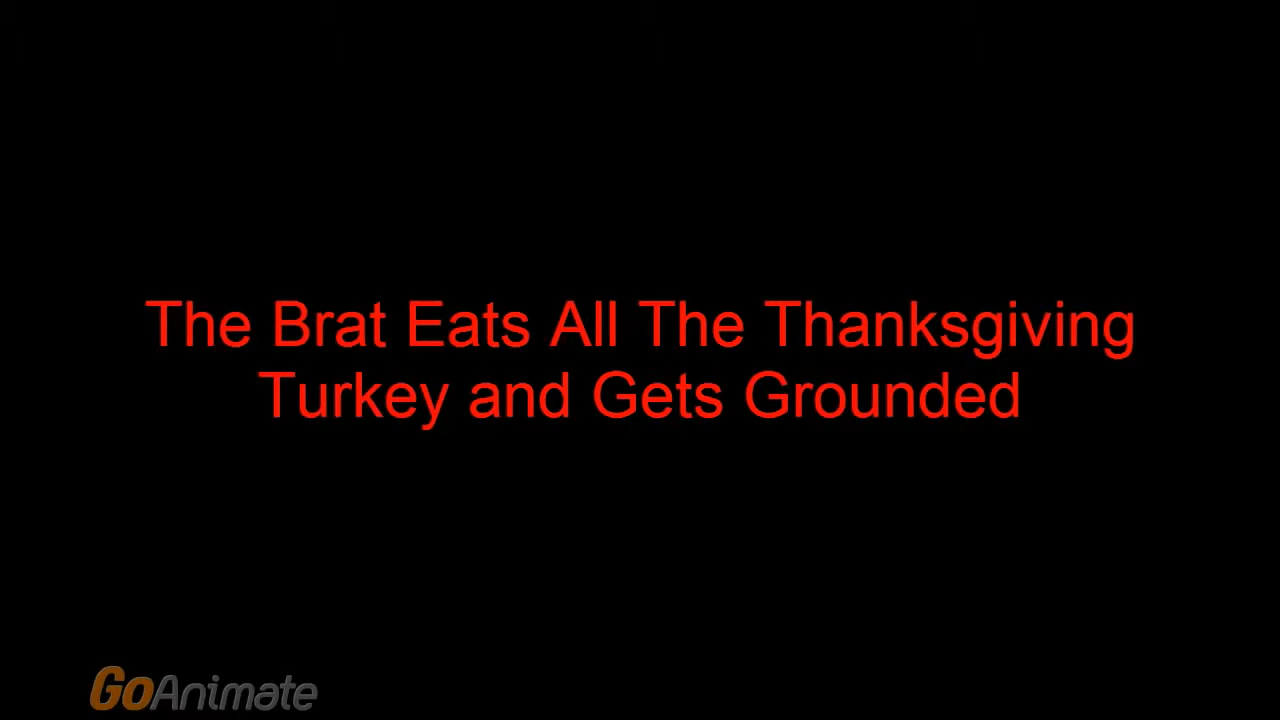 The Brat Eats All The Thanksgiving
Turkey and Gets Grounded
GoAnimate